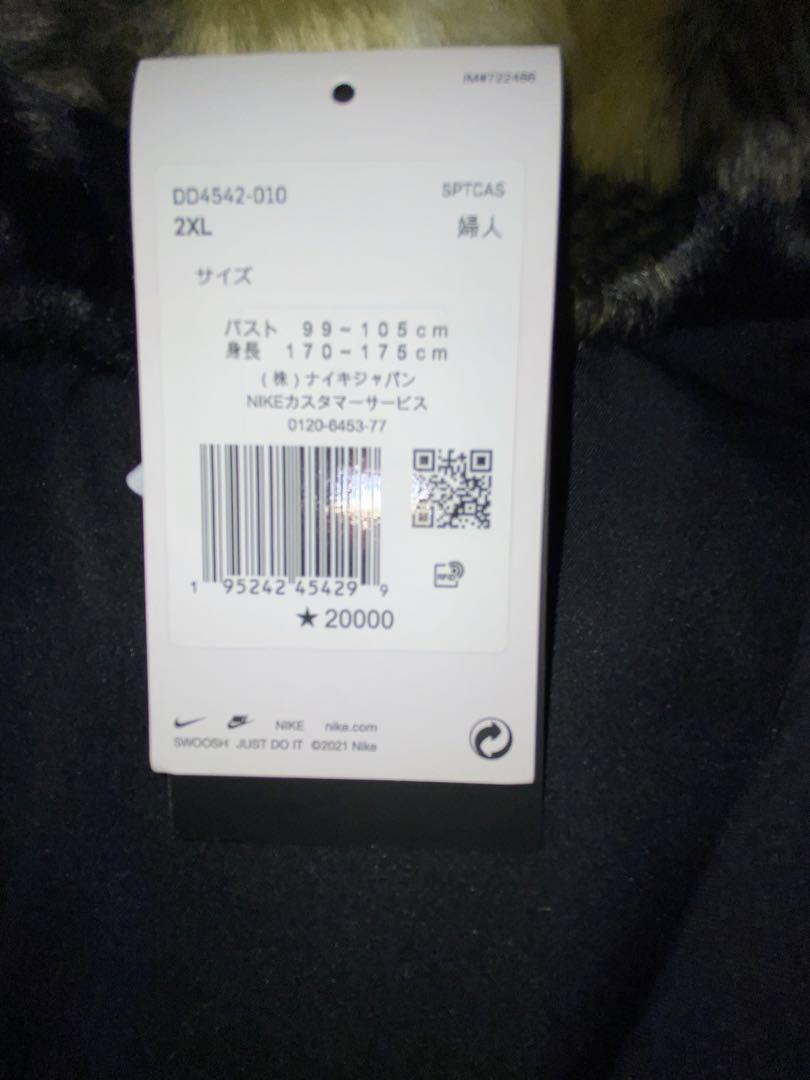 IM#722486
DD4542-010 SPTCAS
2XL 婦人
サイズ
バスト 99~105cm
身長 170~175cm
(株)ナイキジャパン
NIKEカスタマーサービス
0120-6453-77
RFID
1 95242 45429 9
★20000
NIKE nike.com
SWOOSH JUST DO IT ©2021 Nike